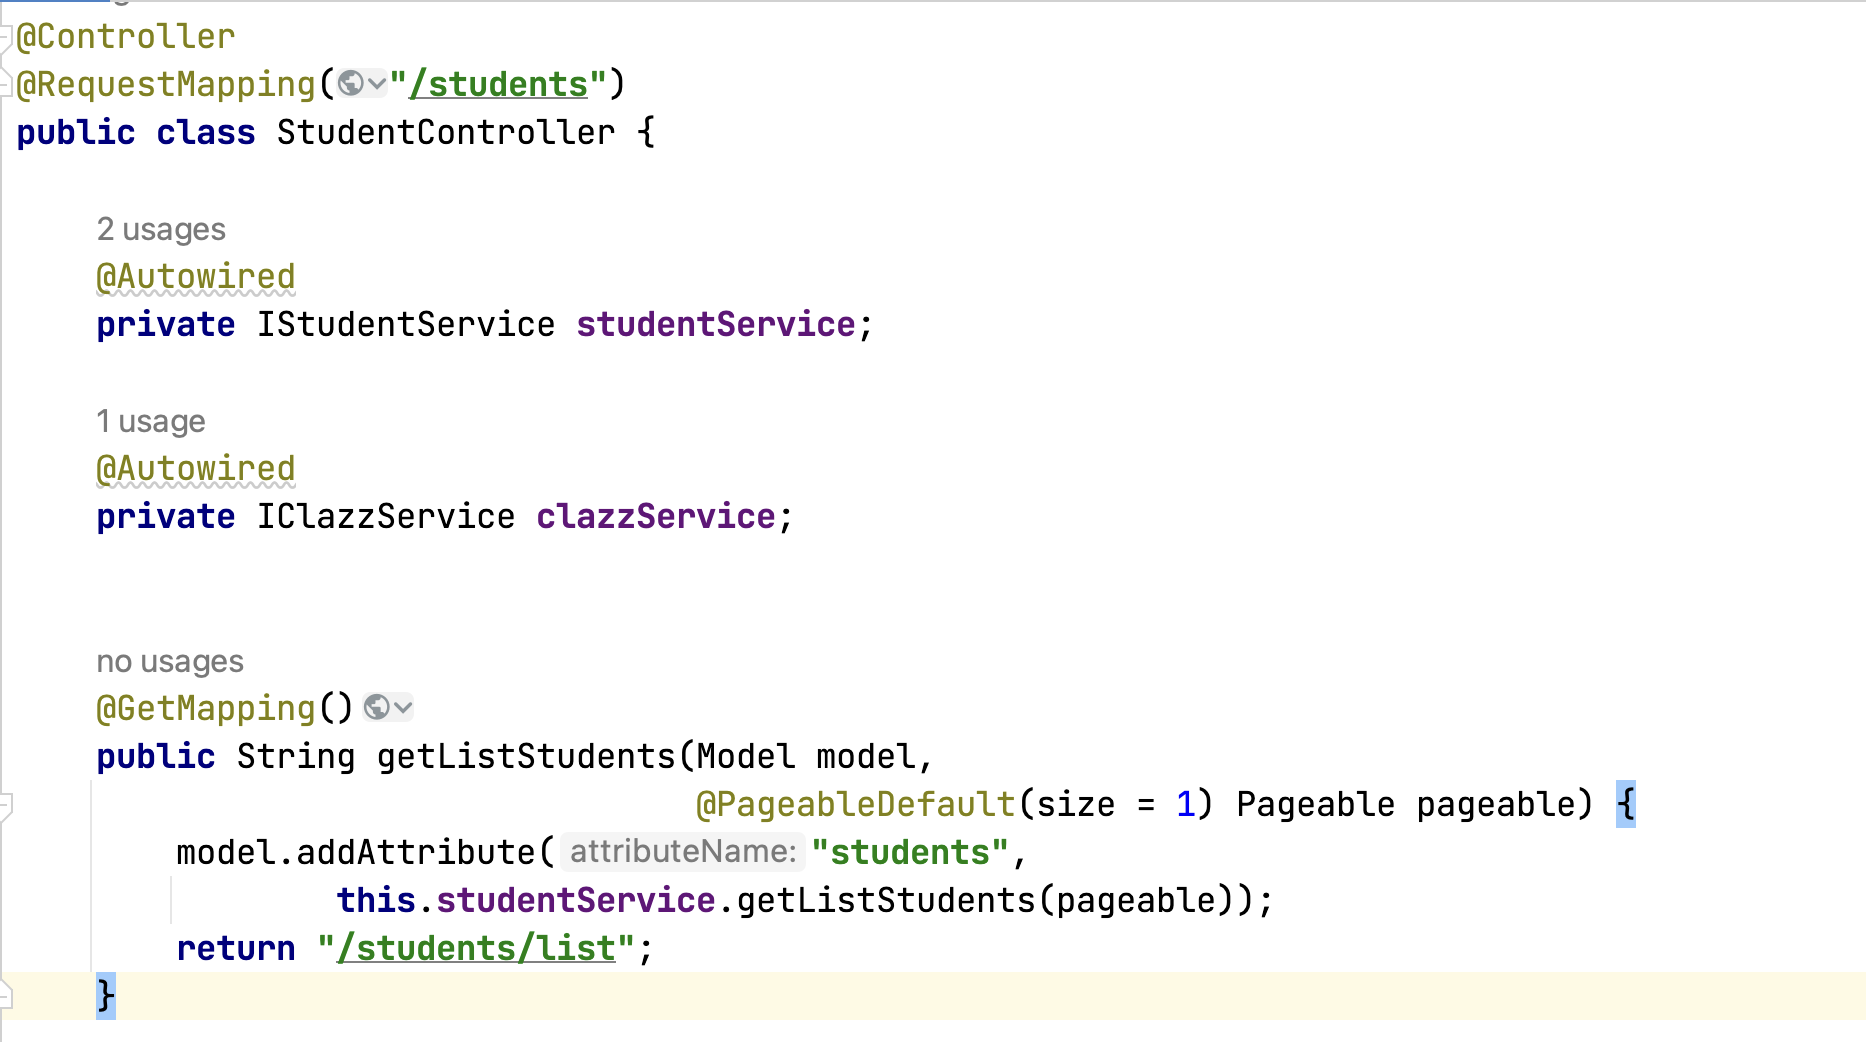 @Controller
@RequestMapping("/students")
public class StudentController {
2 usages
@Autowired
private IStudentService studentService;
1 usage
@Autowired
private IClazzService clazzService;
no usages
@GetMapping()
public String getListStudents(Model model,
@PageableDefault(size = 1) Pageable pageable) {
model.addAttribute( attributeName: "students",
this.studentService.getListStudents(pageable));
return "/students/list";
}